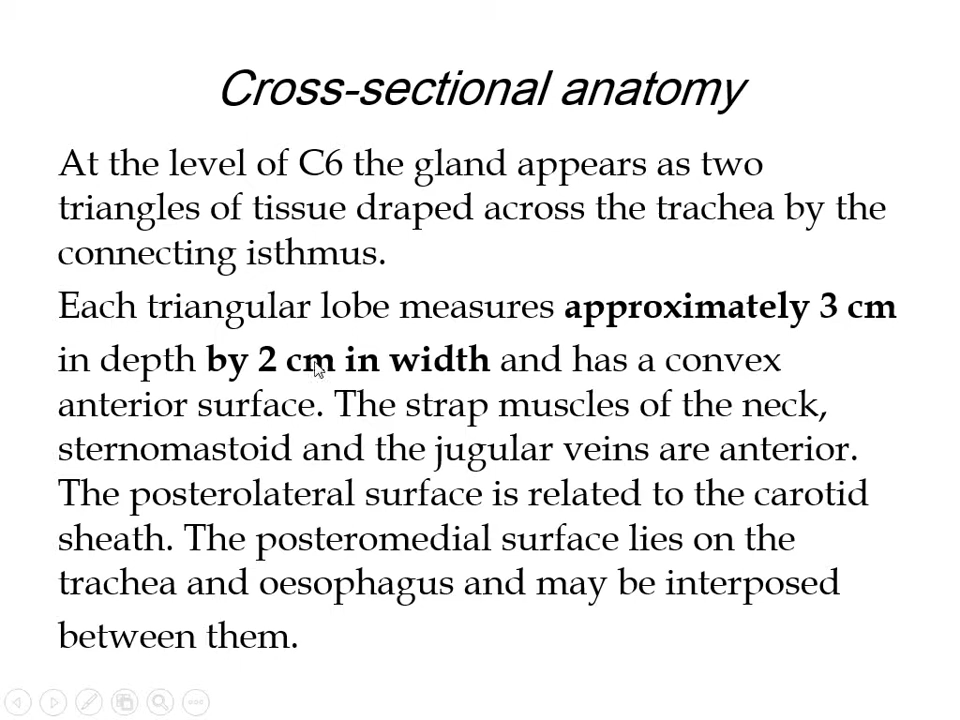 Cross-sectional anatomy
At the level of C6 the gland appears as two
triangles of tissue draped across the trachea by the
connecting isthmus.
Each triangular lobe measures approximately 3 cm
in depth by 2 cm in width and has a convex
anterior surface. The strap muscles of the neck,
sternomastoid and the jugular veins are anterior.
The posterolateral surface is related to the carotid
sheath. The posteromedial surface lies on the
trachea and oesophagus and may be interposed
between them.